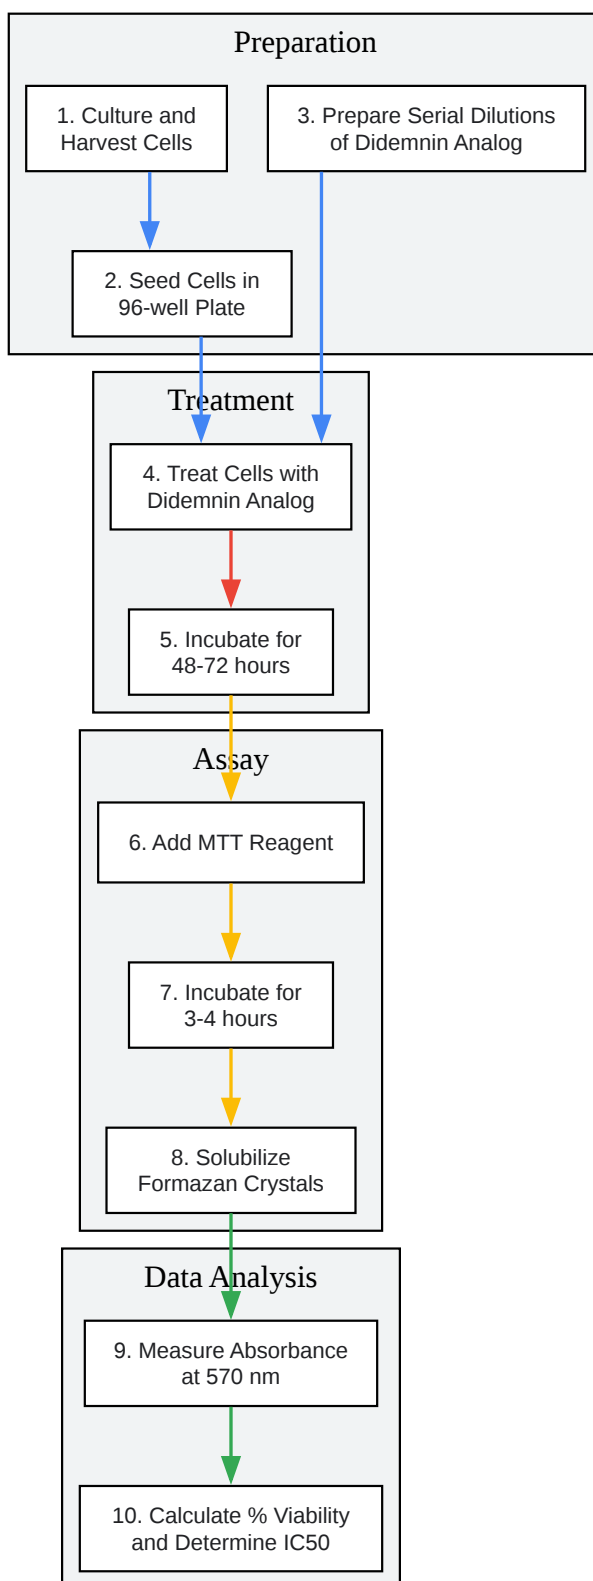 Preparation
1. Culture and
Harvest Cells
3. Prepare Serial Dilutions
of Didemnin Analog
2. Seed Cells in
96-well Plate
Treatment
4. Treat Cells with
Didemnin Analog
5. Incubate for
48-72 hours
Assay
6. Add MTT Reagent
7. Incubate for
3-4 hours
8. Solubilize
Formazan Crystals
Data Analysis
9. Measure Absorbance
at 570 nm
10. Calculate % Viability
and Determine IC50